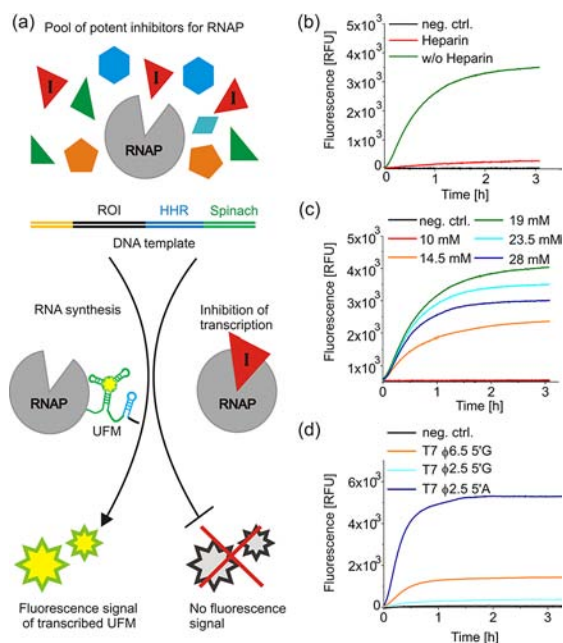 (a)
Pool of potent inhibitors for RNAP
I
I
I
RNAP
ROI HHR Spinach
DNA template
RNA synthesis
Inhibition of
transcription
I
RNAP
RNAP
UFM
Fluorescence signal
of transcribed UFM
No fluorescence
signal
(b)
neg. ctrl.
Heparin
w/o Heparin
Fluorescence [RFU]
5x10³
4x10³
3x10³
2x10³
1x10³
0
0 1 2 3
Time [h]
(c)
neg. ctrl.
10 mM
14.5 mM
19 mM
23.5 mM
28 mM
Fluorescence [RFU]
5x10³
4x10³
3x10³
2x10³
1x10³
0 1 2 3
Time [h]
(d)
neg. ctrl.
T7 ϕ6.5 5'G
T7 ϕ2.5 5'G
T7 ϕ2.5 5'A
Fluorescence [RFU]
6x10³
4x10³
2x10³
0
0 1 2 3
Time [h]